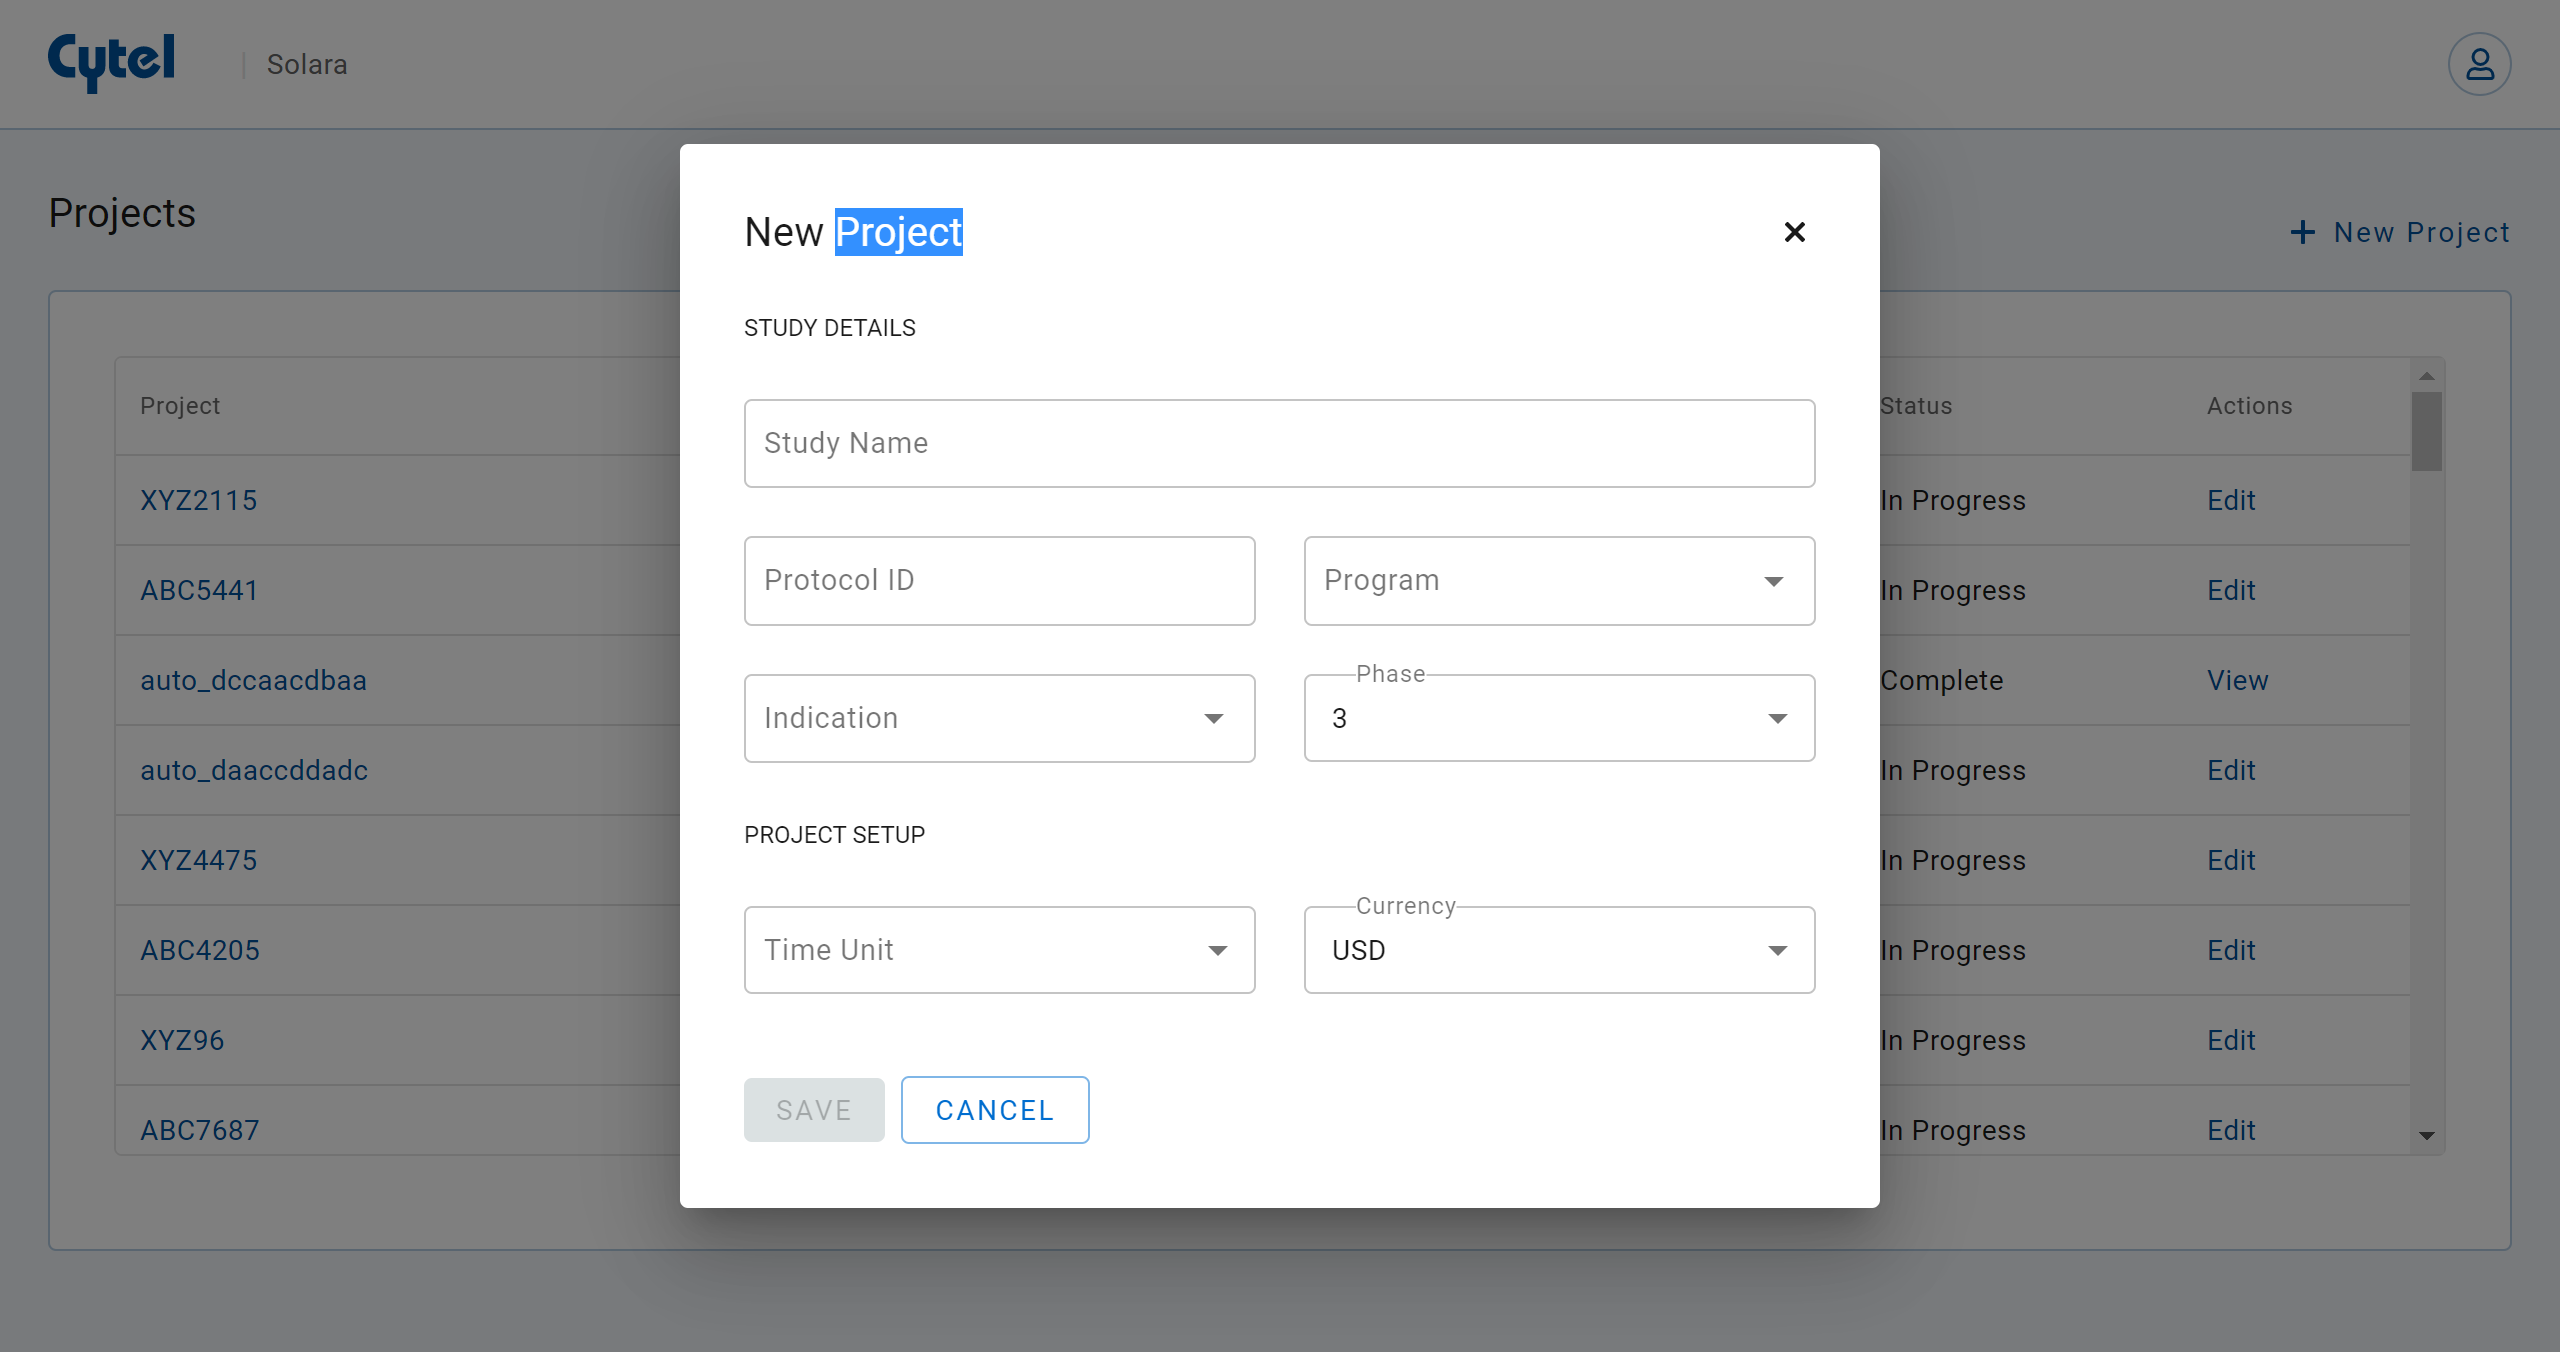 Cytel | Solara
Projects
+ New Project
Project
Status
Actions
XYZ2115
In Progress
Edit
ABC5441
In Progress
Edit
auto_dccaacdbaa
Complete
View
auto_daaccddadc
In Progress
Edit
XYZ4475
In Progress
Edit
ABC4205
In Progress
Edit
XYZ96
In Progress
Edit
ABC7687
In Progress
Edit
New Project
STUDY DETAILS
Study Name
Protocol ID
Program
Indication
Phase
3
PROJECT SETUP
Time Unit
Currency
USD
SAVE
CANCEL